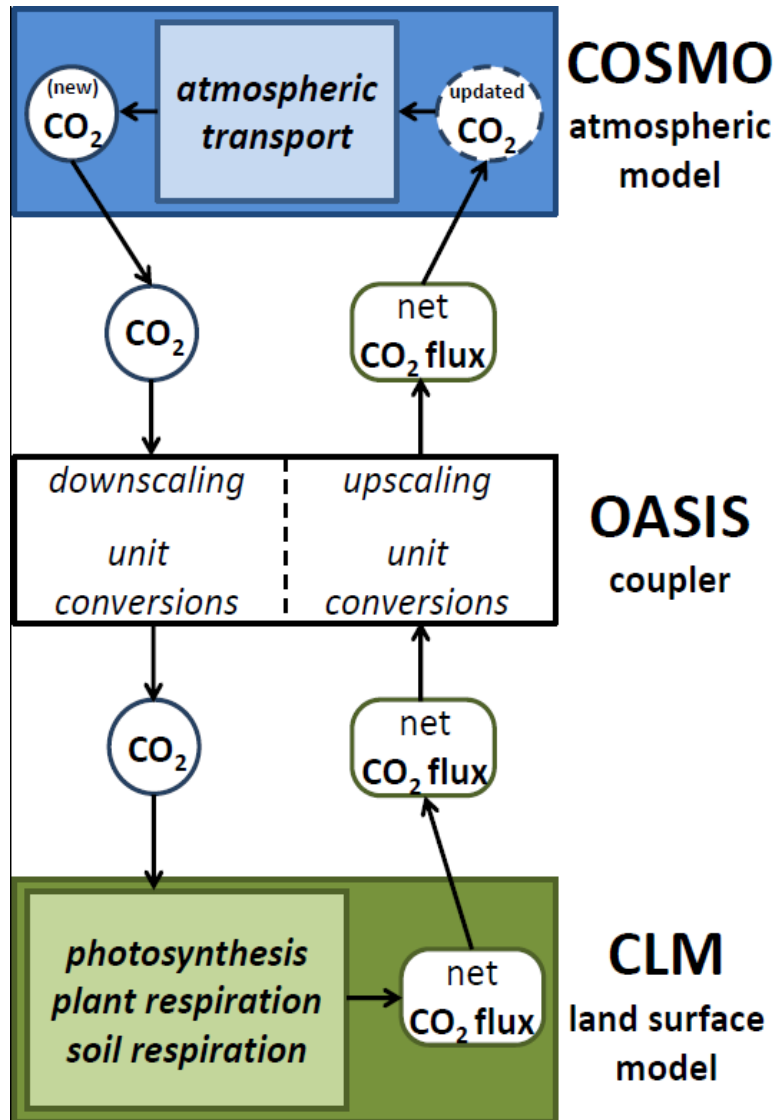 (new)
CO₂
atmospheric
transport
updated
CO₂
COSMO
atmospheric
model
CO₂
net
CO₂ flux
downscaling
unit
conversions
upscaling
unit
conversions
OASIS
coupler
CO₂
net
CO₂ flux
photosynthesis
plant respiration
soil respiration
net
CO₂ flux
CLM
land surface
model